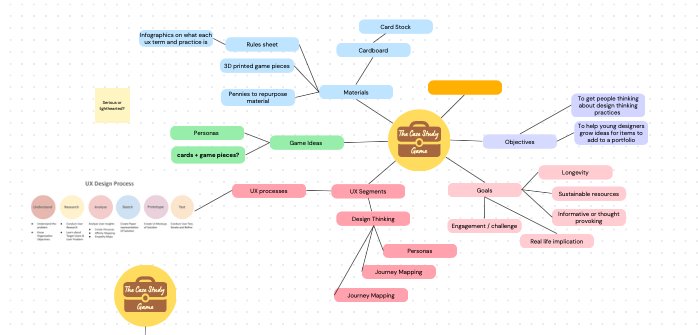 Card Stock
Infographics on what each
ux term and practice is
Rules sheet
Cardboard
3D printed game pieces
Pennies to repurpose
material
Materials
Serious or
lighthearted?
To get people thinking
about design thinking
practices
To help young designers
grow ideas for items to
add to a portfolio
Objectives
Personas
cards + game pieces?
Game Ideas
The Case Study
Game
UX Design Process
Understand
Research
Analyze
Sketch
Prototype
Test
UX processes
UX Segments
Design Thinking
Personas
Journey Mapping
Journey Mapping
Goals
Longevity
Sustainable resources
Informative or thought
provoking
Engagement / challenge
Real life implication
The Case Study
Game